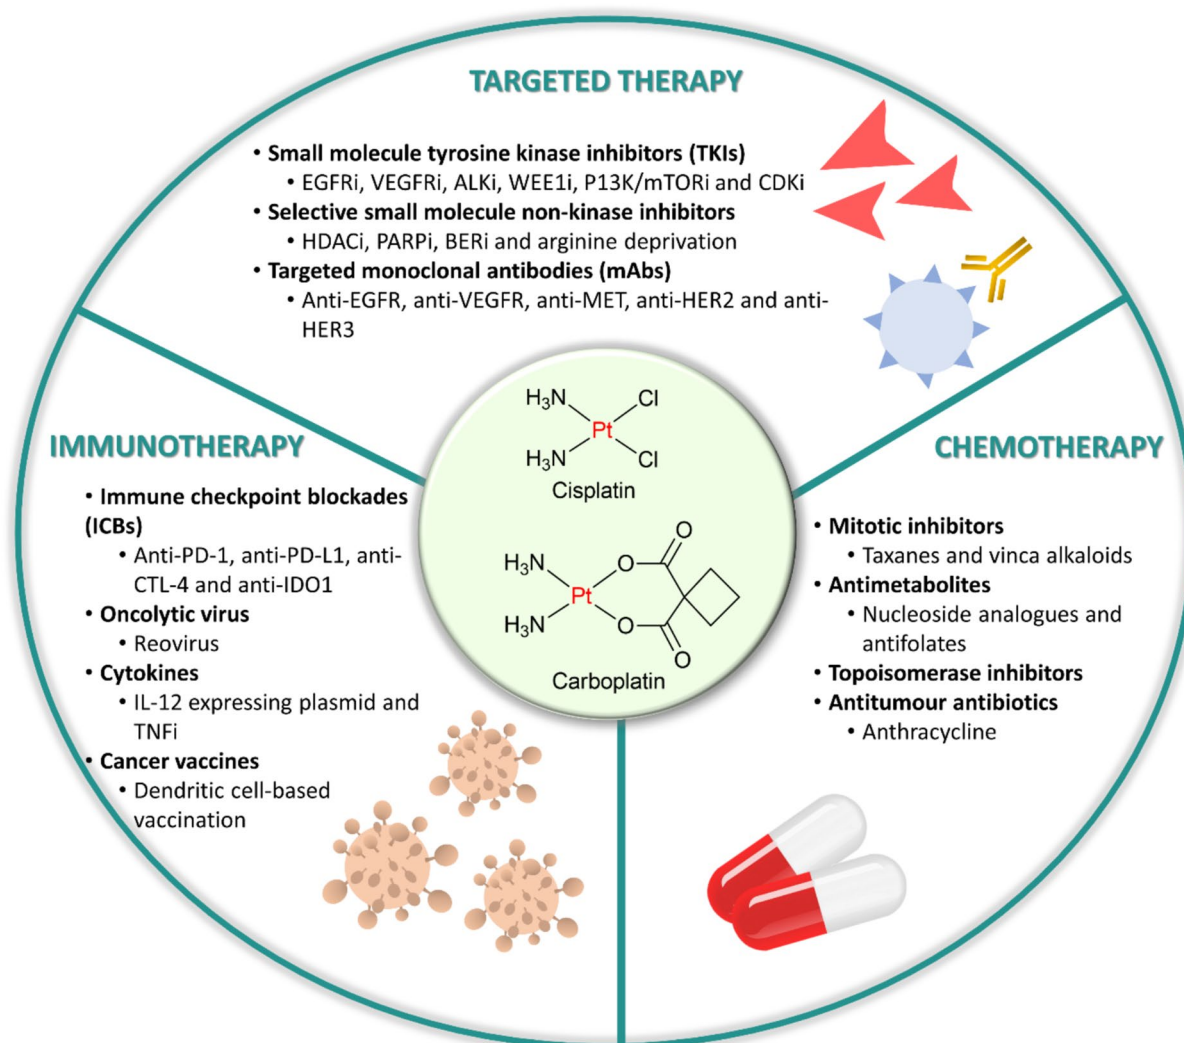 TARGETED THERAPY
• Small molecule tyrosine kinase inhibitors (TKIs)
• EGFRi, VEGFRi, ALKi, WEE1i, P13K/mTORi and CDKi
• Selective small molecule non-kinase inhibitors
• HDACi, PARPi, BERi and arginine deprivation
• Targeted monoclonal antibodies (mAbs)
• Anti-EGFR, anti-VEGFR, anti-MET, anti-HER2 and anti-
HER3
IMMUNOTHERAPY
• Immune checkpoint blockades
(ICBs)
• Anti-PD-1, anti-PD-L1, anti-
CTL-4 and anti-IDO1
• Oncolytic virus
• Reovirus
• Cytokines
• IL-12 expressing plasmid and
TNFi
• Cancer vaccines
• Dendritic cell-based
vaccination
H₃N Cl
Pt
H₃N Cl
Cisplatin
O
H₃N O
Pt
H₃N O
O
Carboplatin
CHEMOTHERAPY
• Mitotic inhibitors
• Taxanes and vinca alkaloids
• Antimetabolites
• Nucleoside analogues and
antifolates
• Topoisomerase inhibitors
• Antitumour antibiotics
• Anthracycline